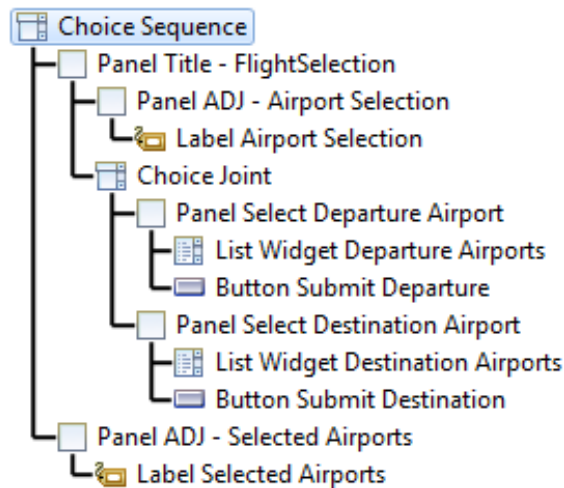 Choice Sequence
Panel Title - FlightSelection
Panel ADJ - Airport Selection
Label Airport Selection
Choice Joint
Panel Select Departure Airport
List Widget Departure Airports
Button Submit Departure
Panel Select Destination Airport
List Widget Destination Airports
Button Submit Destination
Panel ADJ - Selected Airports
Label Selected Airports